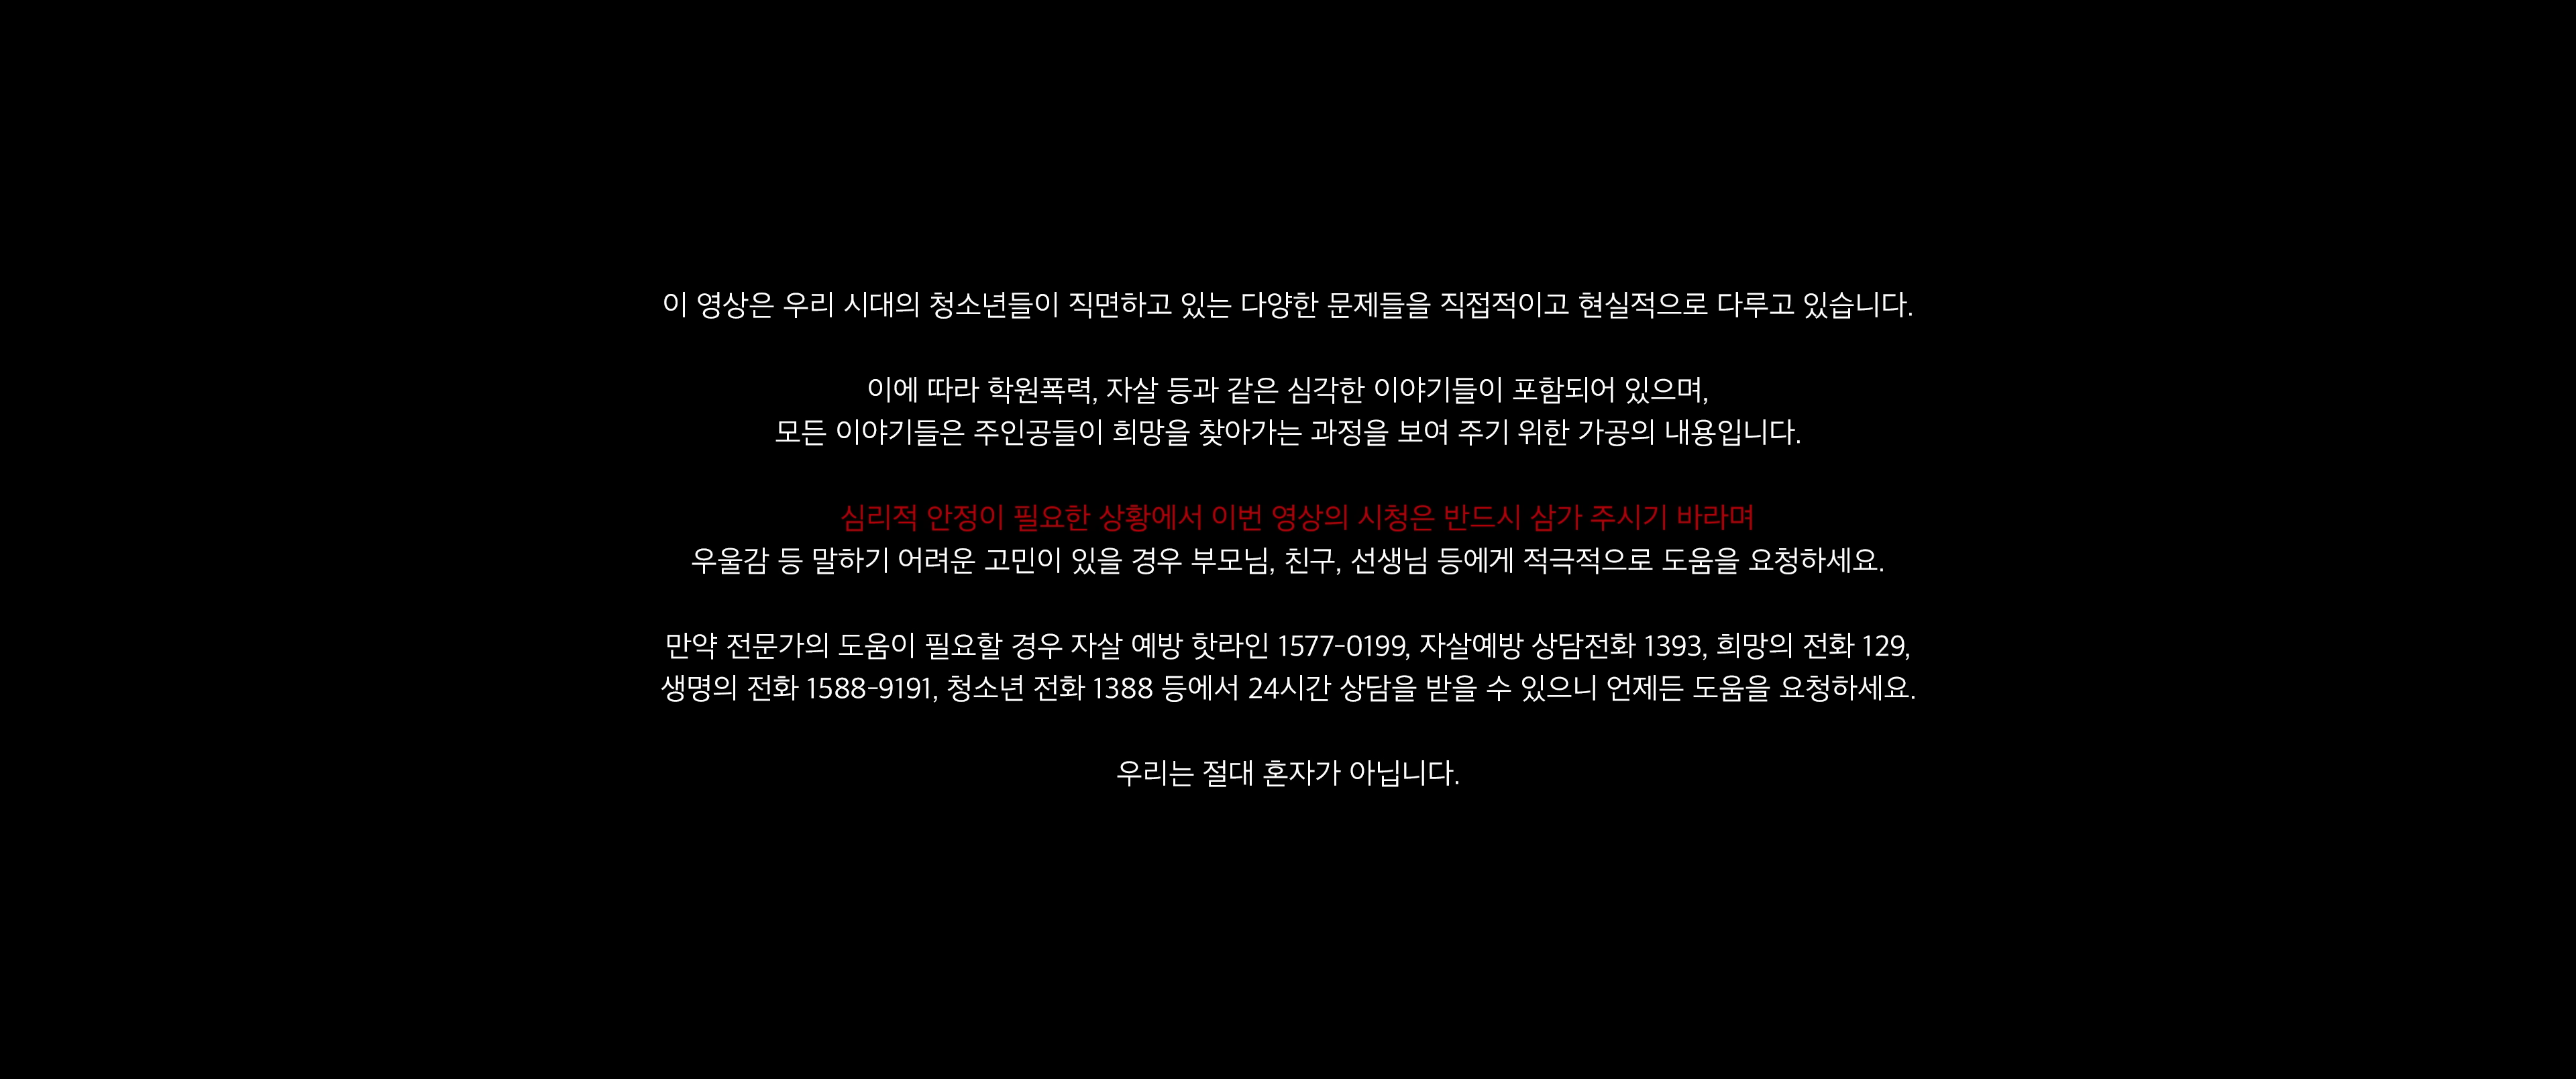 이 영상은 우리 시대의 청소년들이 직면하고 있는 다양한 문제들을 직접적이고 현실적으로 다루고 있습니다.
이에 따라 학원폭력, 자살 등과 같은 심각한 이야기들이 포함되어 있으며,
모든 이야기들은 주인공들이 희망을 찾아가는 과정을 보여 주기 위한 가공의 내용입니다.
심리적 안정이 필요한 상황에서 이번 영상의 시청은 반드시 삼가 주시기 바라며
우울감 등 말하기 어려운 고민이 있을 경우 부모님, 친구, 선생님 등에게 적극적으로 도움을 요청하세요.
만약 전문가의 도움이 필요할 경우 자살 예방 핫라인 1577-0199, 자살예방 상담전화 1393, 희망의 전화 129,
생명의 전화 1588-9191, 청소년 전화 1388 등에서 24시간 상담을 받을 수 있으니 언제든 도움을 요청하세요.
우리는 절대 혼자가 아닙니다.